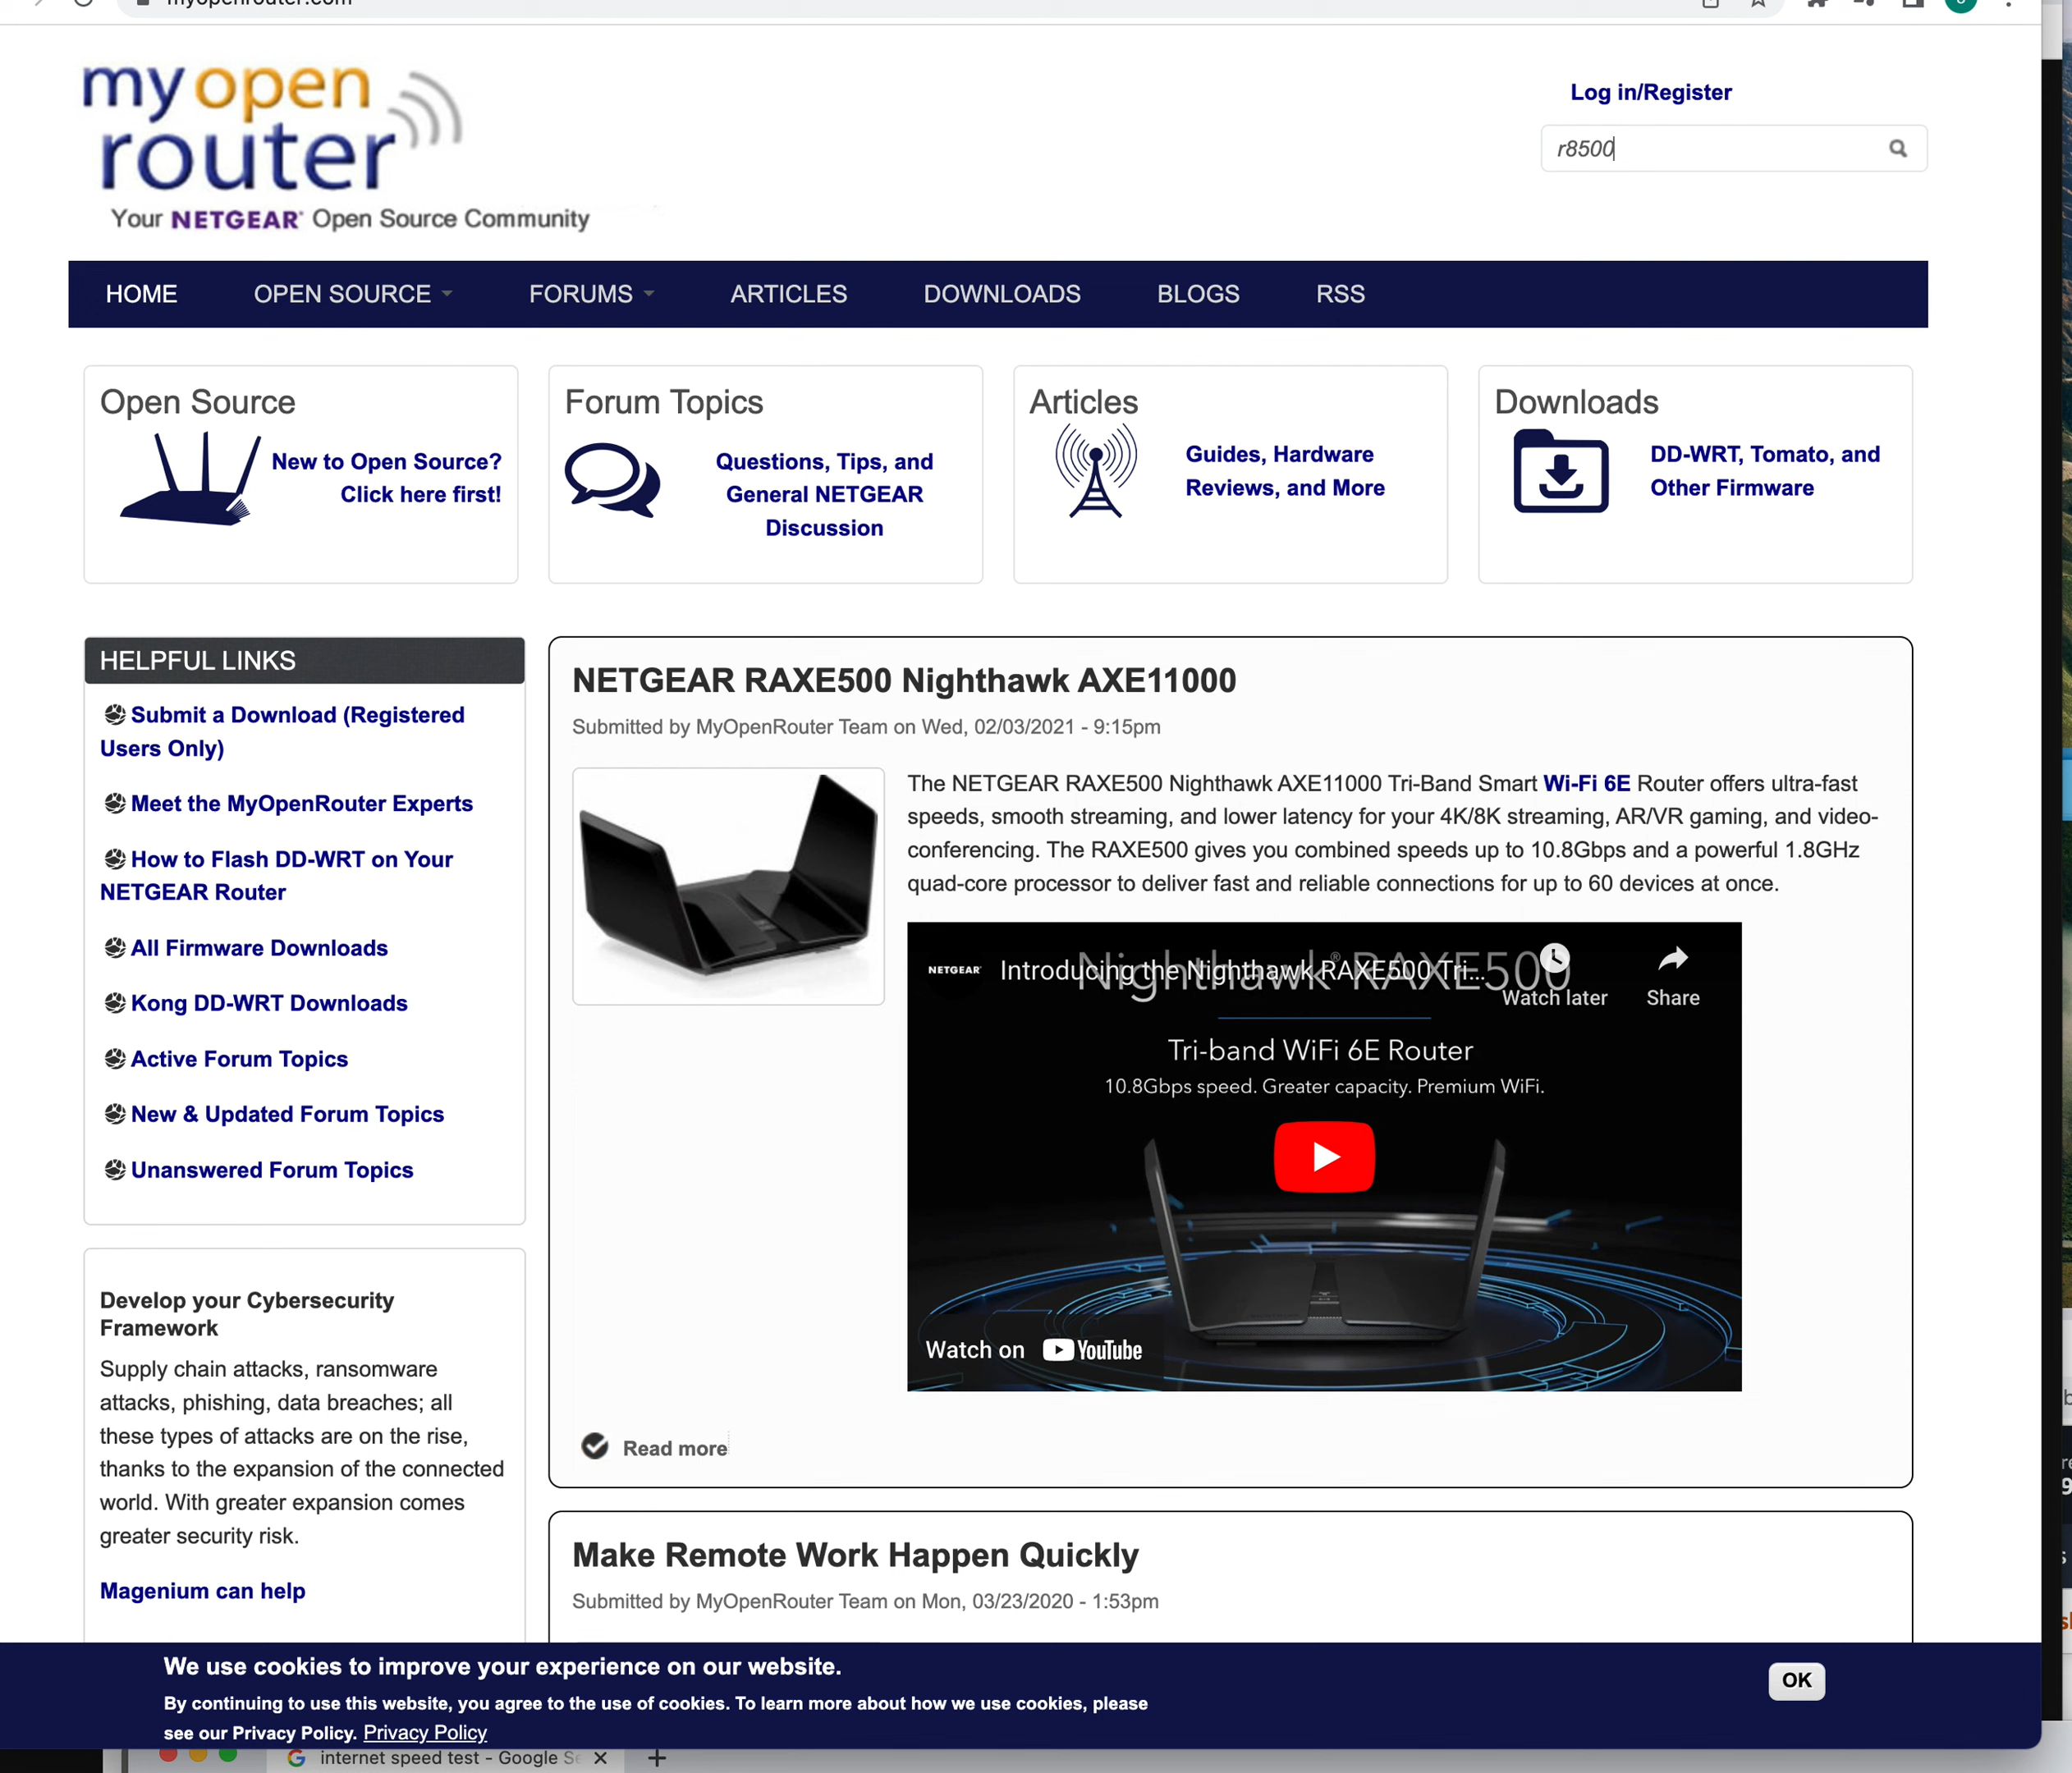 myopenrouter.com
my open
router
Your NETGEAR Open Source Community
Log in/Register
r8500
HOME OPEN SOURCE FORUMS ARTICLES DOWNLOADS BLOGS RSS
Open Source
New to Open Source?
Click here first!
Forum Topics
Questions, Tips, and
General NETGEAR
Discussion
Articles
Guides, Hardware
Reviews, and More
Downloads
DD-WRT, Tomato, and
Other Firmware
HELPFUL LINKS
Submit a Download (Registered
Users Only)
Meet the MyOpenRouter Experts
How to Flash DD-WRT on Your
NETGEAR Router
All Firmware Downloads
Kong DD-WRT Downloads
Active Forum Topics
New & Updated Forum Topics
Unanswered Forum Topics
Develop your Cybersecurity
Framework
Supply chain attacks, ransomware
attacks, phishing, data breaches; all
these types of attacks are on the rise,
thanks to the expansion of the connected
world. With greater expansion comes
greater security risk.
Magenium can help
NETGEAR RAXE500 Nighthawk AXE11000
Submitted by MyOpenRouter Team on Wed, 02/03/2021 - 9:15pm
The NETGEAR RAXE500 Nighthawk AXE11000 Tri-Band Smart Wi-Fi 6E Router offers ultra-fast
speeds, smooth streaming, and lower latency for your 4K/8K streaming, AR/VR gaming, and video-
conferencing. The RAXE500 gives you combined speeds up to 10.8Gbps and a powerful 1.8GHz
quad-core processor to deliver fast and reliable connections for up to 60 devices at once.
NETGEAR Introducing the Nighthawk RAXE500 Tri...
Nighthawk® RAXE500
Watch later Share
Tri-band WiFi 6E Router
10.8Gbps speed. Greater capacity. Premium WiFi.
Watch on YouTube
Read more
Make Remote Work Happen Quickly
Submitted by MyOpenRouter Team on Mon, 03/23/2020 - 1:53pm
We use cookies to improve your experience on our website.
By continuing to use this website, you agree to the use of cookies. To learn more about how we use cookies, please
see our Privacy Policy. Privacy Policy
OK
internet speed test - Google Se